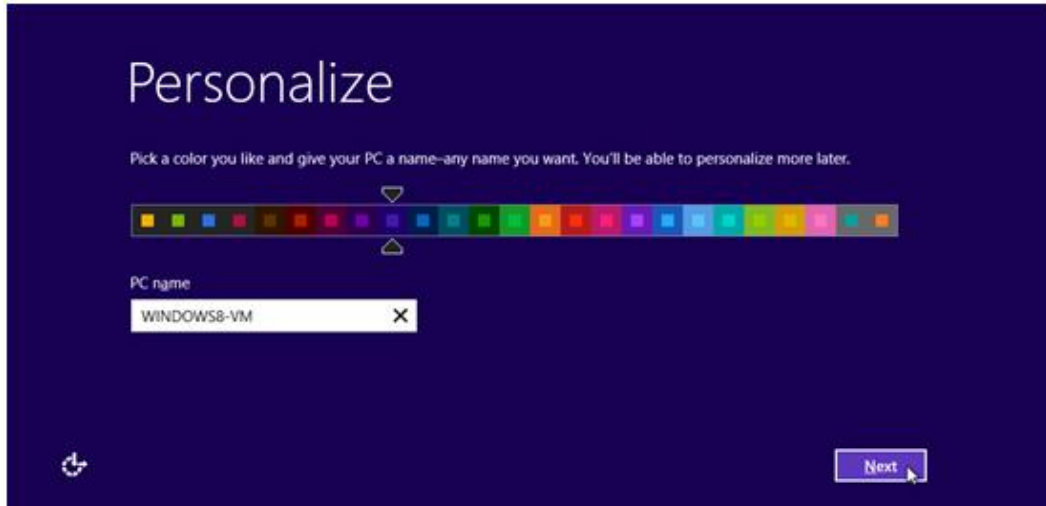 Personalize
Pick a color you like and give your PC a name–any name you want. You'll be able to personalize more later.
PC name
WINDOWS8-VM
Next